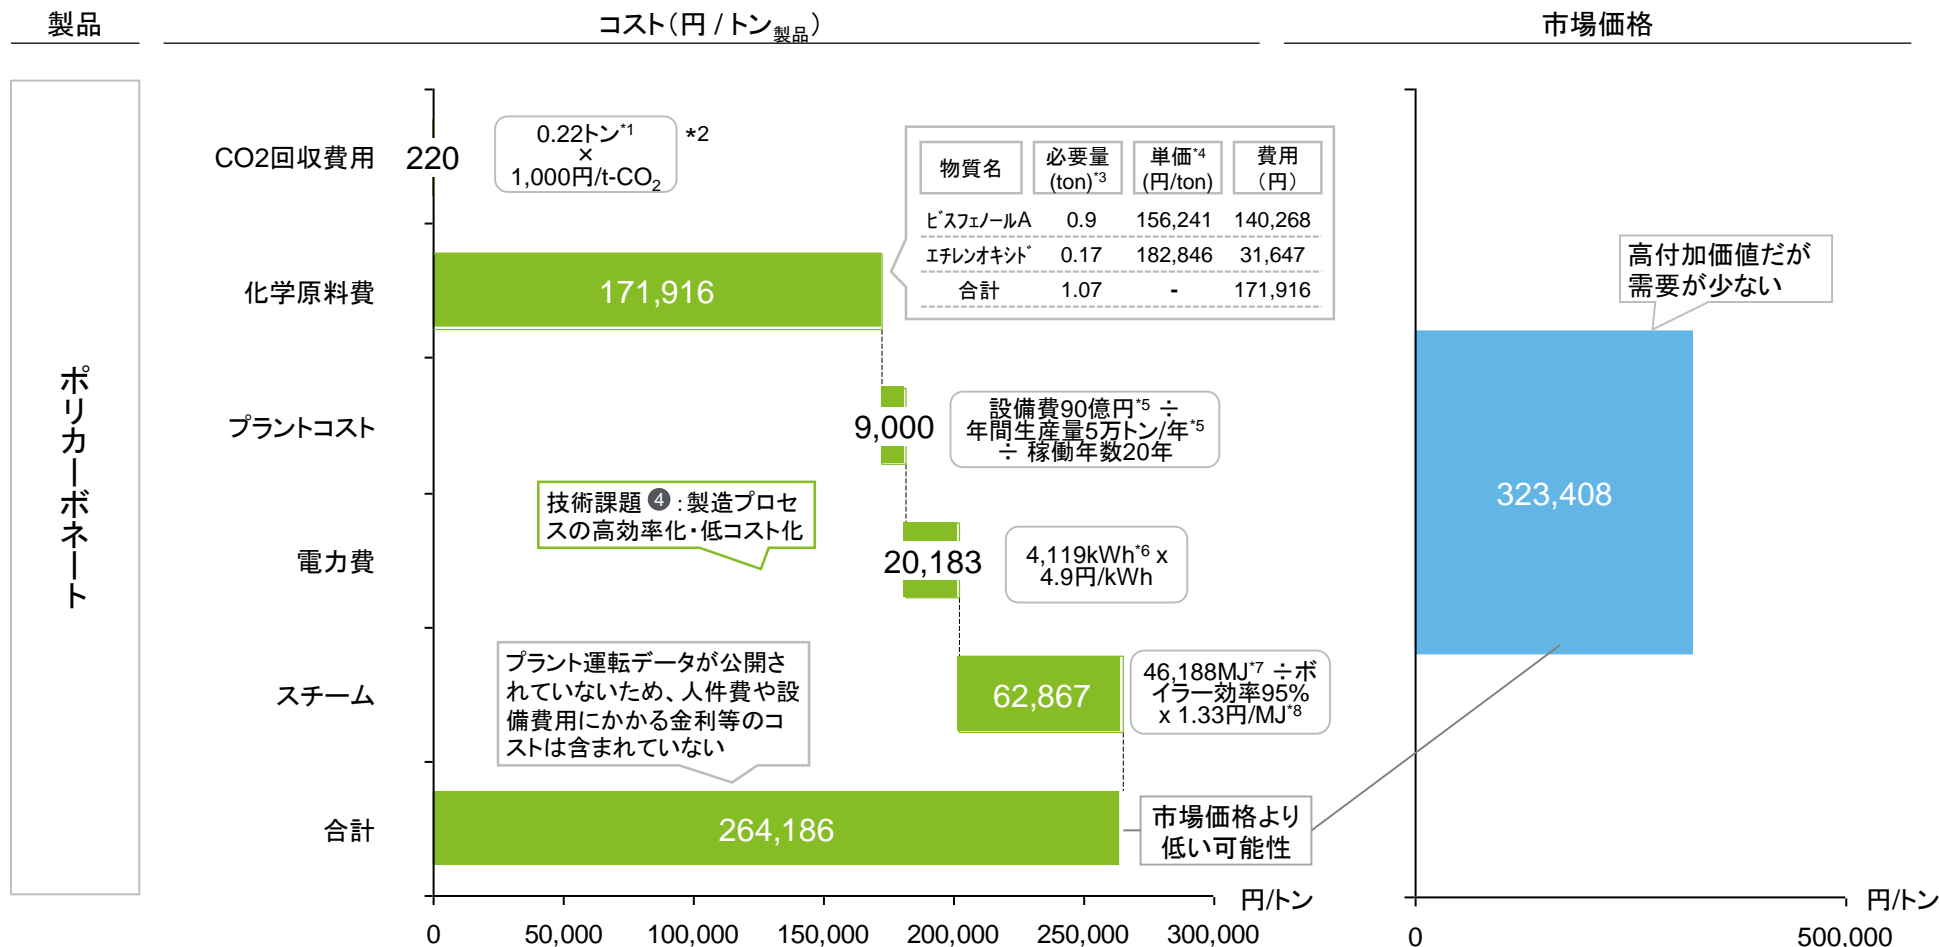 製品
コスト（円 / トン製品）
市場価格
ポリカーボネート
CO2回収費用
220
0.22トン*1
×
1,000円/t-CO2
*2
物質名
必要量
(ton)*3
単価*4
(円/ton)
費用
（円）
ビスフェノールA 0.9 156,241 140,268
エチレンオキシド 0.17 182,846 31,647
合計 1.07 - 171,916
化学原料費
171,916
高付加価値だが
需要が少ない
プラントコスト
9,000
設備費90億円*5 ÷
年間生産量5万トン/年*5
÷ 稼働年数20年
323,408
技術課題 4：製造プロセ
スの高効率化・低コスト化
電力費
20,183
4,119kWh*6 x
4.9円/kWh
プラント運転データが公開さ
れていないため、人件費や設
備費用にかかる金利等のコ
ストは含まれていない
スチーム
62,867
46,188MJ*7 ÷ボ
イラー効率95%
x 1.33円/MJ*8
合計
264,186
市場価格より
低い可能性
円/トン
円/トン
0 50,000 100,000 150,000 200,000 250,000 300,000
0 500,000